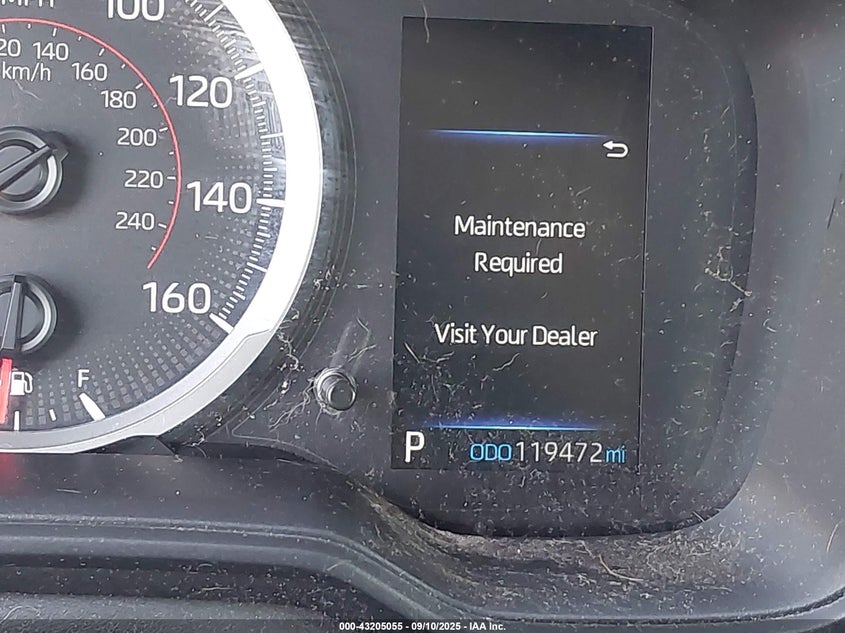 MPH
100
120
140
160
20 140
km/h 160
180
200
220
240
F
Maintenance
Required
Visit Your Dealer
P ODO 119472 mi
000-43205055 - 09/10/2025 - IAA Inc.